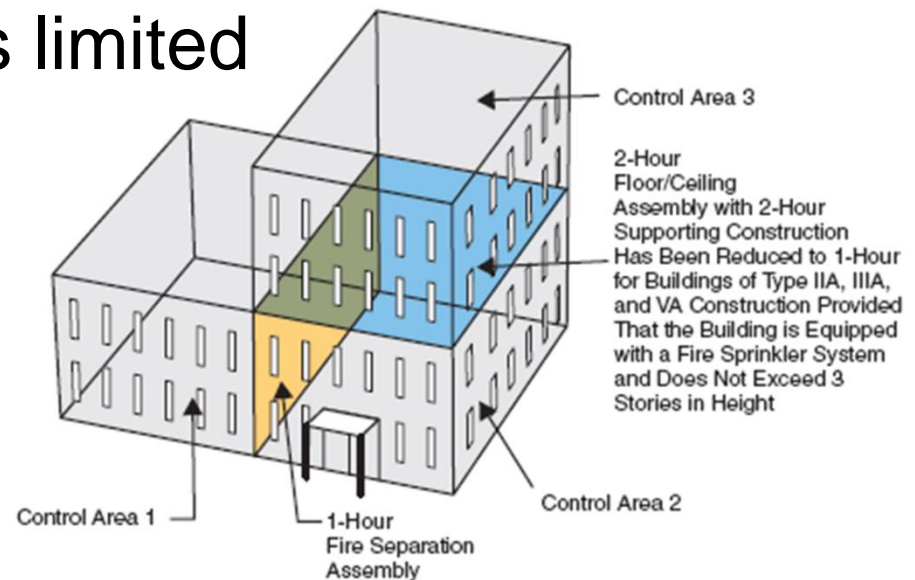 s limited
Control Area 3
2-Hour
Floor/Ceiling
Assembly with 2-Hour
Supporting Construction
Has Been Reduced to 1-Hour
for Buildings of Type IIA, IIIA,
and VA Construction Provided
That the Building is Equipped
with a Fire Sprinkler System
and Does Not Exceed 3
Stories in Height
Control Area 2
Control Area 1
1-Hour
Fire Separation
Assembly